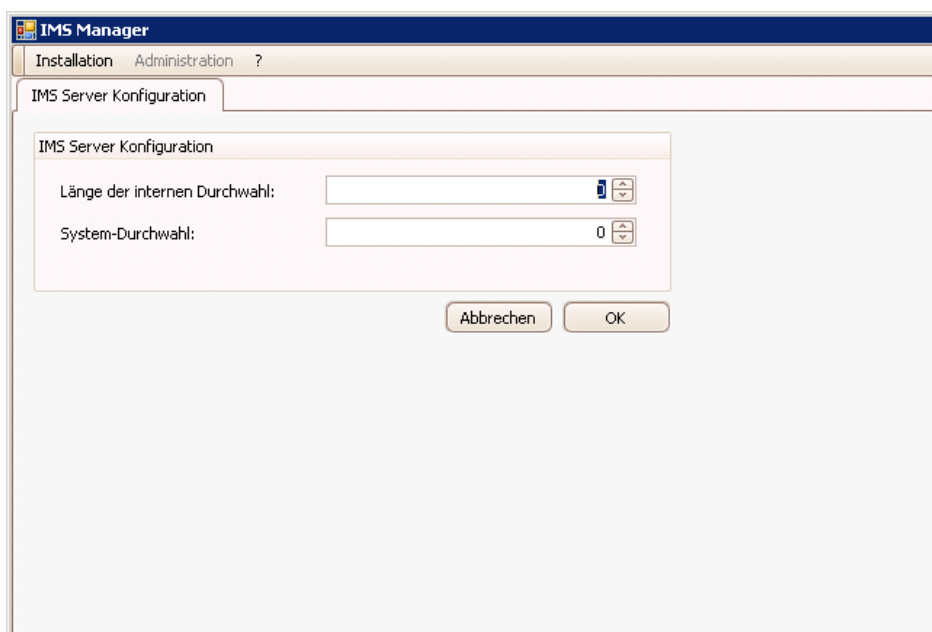 IMS Manager
Installation Administration ?
IMS Server Konfiguration
IMS Server Konfiguration
Länge der internen Durchwahl: 0
System-Durchwahl: 0
Abbrechen OK